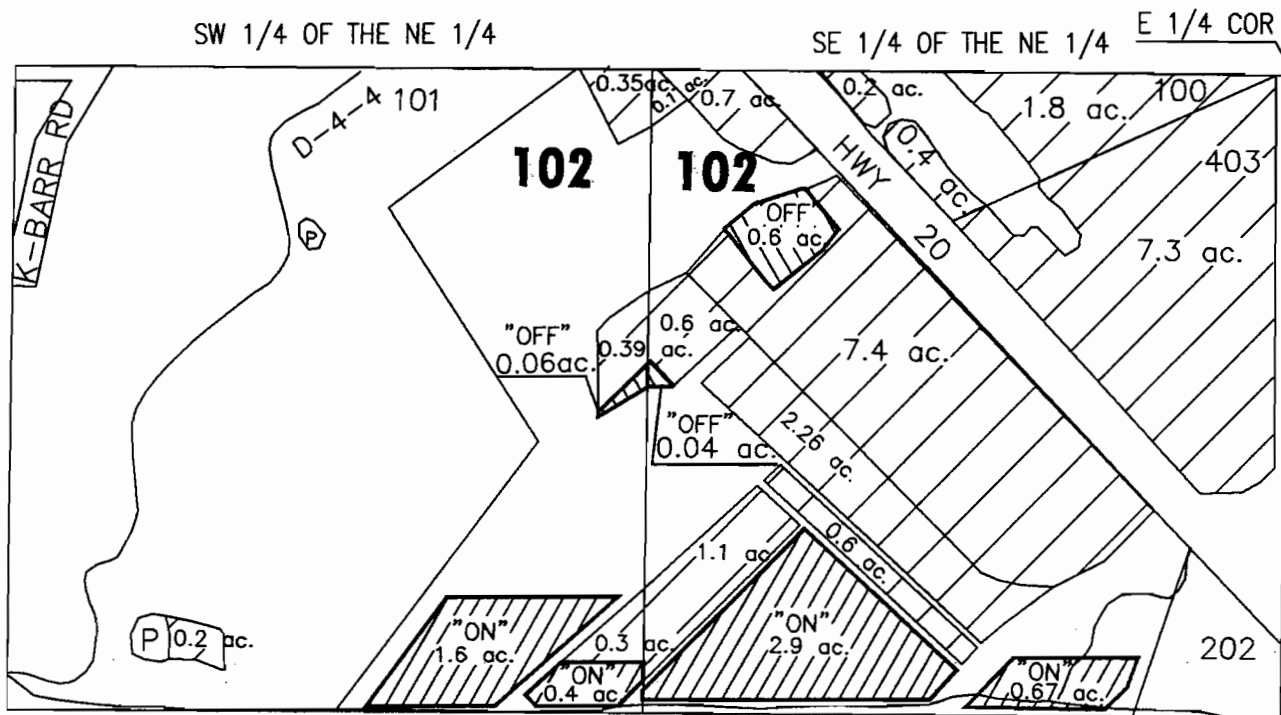 SW 1/4 OF THE NE 1/4
SE 1/4 OF THE NE 1/4
E 1/4 COR
K-BARR RD
D-4-4 101
0.35ac.
0.1 ac.
0.7 ac.
0.2 ac.
1.8 ac.
100
102
102
HWY 20
0.4 ac.
403
7.3 ac.
P
OFF
0.6 ac.
"OFF"
0.06ac.
0.39 ac.
0.6 ac.
7.4 ac.
"OFF"
0.04 ac.
2.26 ac.
1.1 ac
0.6 ac.
P 0.2 ac.
"ON"
1.6 ac.
0.3 ac.
"ON"
0.4 ac
"ON"
2.9 ac.
"ON"
0.67 ac.
202